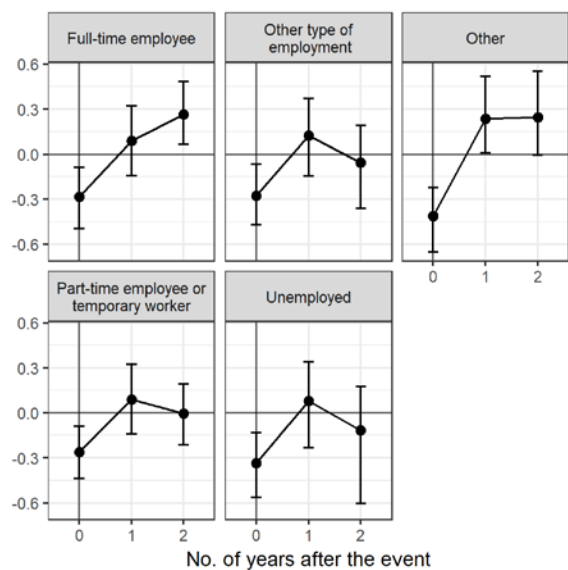 Full-time employee
Other type of
employment
Other
0.6
0.3
0.0
-0.3
-0.6
0 1 2
Part-time employee or
temporary worker
Unemployed
0.6
0.3
0.0
-0.3
-0.6
0 1 2
0 1 2
No. of years after the event